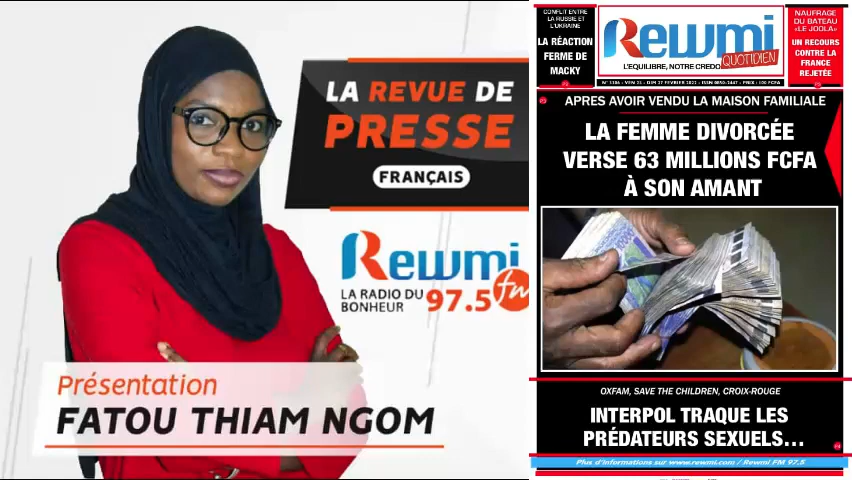 LA REVUE DE
PRESSE
FRANÇAIS
Rewmi fm
LA RADIO DU
BONHEUR 97.5
Présentation
FATOU THIAM NGOM
CONFLIT ENTRE
LA RUSSIE ET
L'UKRAINE
LA RÉACTION
FERME DE
MACKY
Rewmi
QUOTIDIEN
L'EQUILIBRE, NOTRE CREDO
NAUFRAGE
DU BATEAU
«LE JOOLA»
UN RECOURS
CONTRE LA
FRANCE
REJETÉE
APRES AVOIR VENDU LA MAISON FAMILIALE
LA FEMME DIVORCÉE
VERSE 63 MILLIONS FCFA
À SON AMANT
OXFAM, SAVE THE CHILDREN, CROIX-ROUGE
INTERPOL TRAQUE LES
PRÉDATEURS SEXUELS...
Plus d'informations sur www.rewmi.com / Rewmi FM 97.5